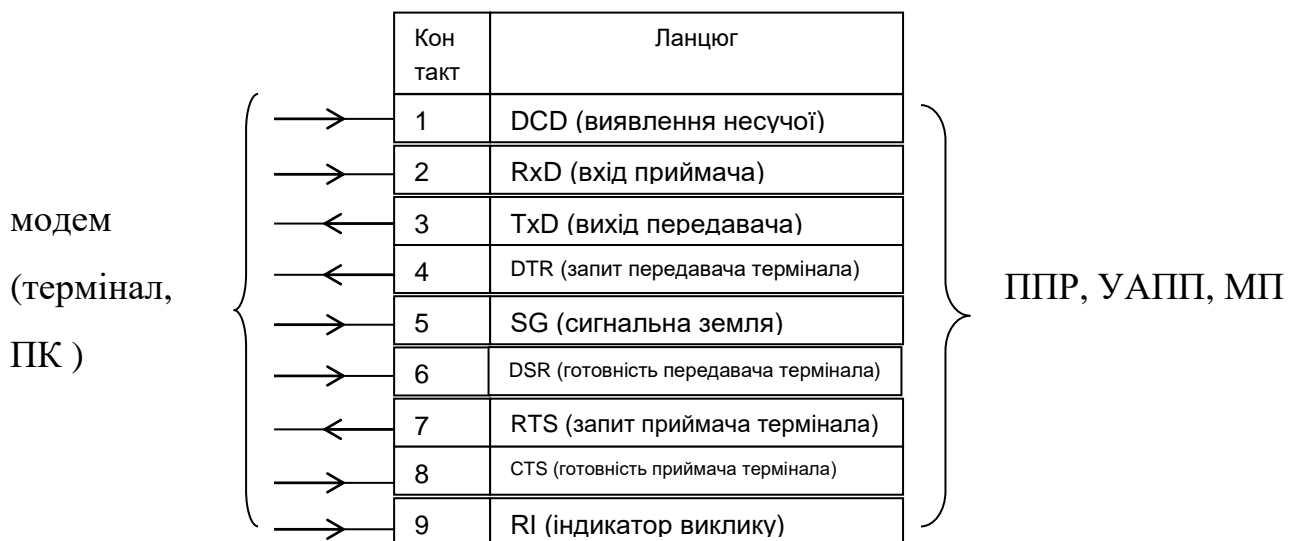 Кон
такт
Ланцюг
1 DCD (виявлення несучої)
2 RxD (вхід приймача)
3 TxD (вихід передавача)
4 DTR (запит передавача термінала)
5 SG (сигнальна земля)
6 DSR (готовність передавача термінала)
7 RTS (запит приймача термінала)
8 CTS (готовність приймача термінала)
9 RI (індикатор виклику)
модем
(термінал,
ПК )
ППР, УАПП, МП